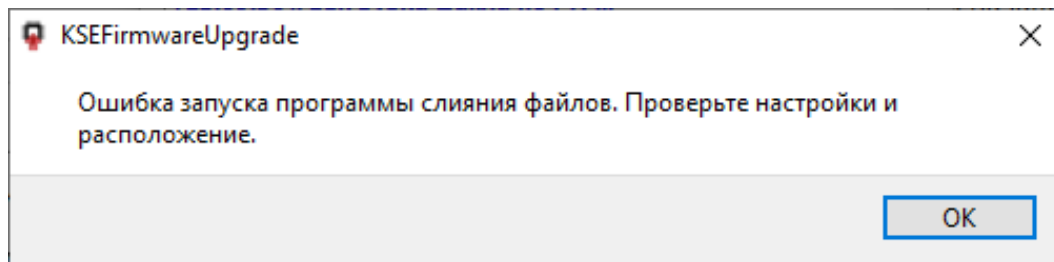 KSEFirmwareUpgrade
Ошибка запуска программы слияния файлов. Проверьте настройки и
расположение.
OK